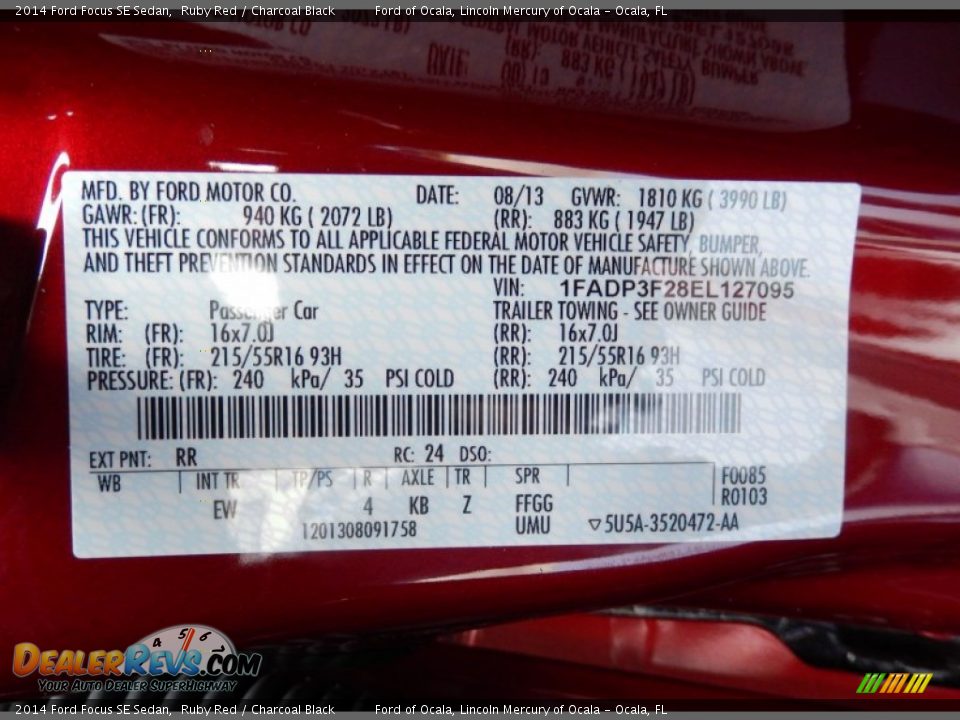 2014 Ford Focus SE Sedan, Ruby Red / Charcoal Black Ford of Ocala, Lincoln Mercury of Ocala - Ocala, FL
MFD. BY FORD MOTOR CO. DATE: 08/13 GVWR: 1810 KG ( 3990 LB)
GAWR: (FR): 940 KG ( 2072 LB) (RR): 883 KG ( 1947 LB)
THIS VEHICLE CONFORMS TO ALL APPLICABLE FEDERAL MOTOR VEHICLE SAFETY, BUMPER,
AND THEFT PREVENTION STANDARDS IN EFFECT ON THE DATE OF MANUFACTURE SHOWN ABOVE.
VIN: 1FADP3F28EL127095
TYPE: Passenger Car TRAILER TOWING - SEE OWNER GUIDE
RIM: (FR): 16x7.0J (RR): 16x7.0J
TIRE: (FR): 215/55R16 93H (RR): 215/55R16 93H
PRESSURE: (FR): 240 kPa/ 35 PSI COLD (RR): 240 kPa/ 35 PSI COLD
EXT PNT: RR RC: 24 DSO:
WB INT TR TP/PS R AXLE TR SPR F0085
R0103
EW 4 KB Z FFGG
1201308091758 UMU ▽5U5A-3520472-AA
4 5 6
DEALERREVS.COM
Your Auto Dealer SuperHighway
2014 Ford Focus SE Sedan, Ruby Red / Charcoal Black Ford of Ocala, Lincoln Mercury of Ocala - Ocala, FL